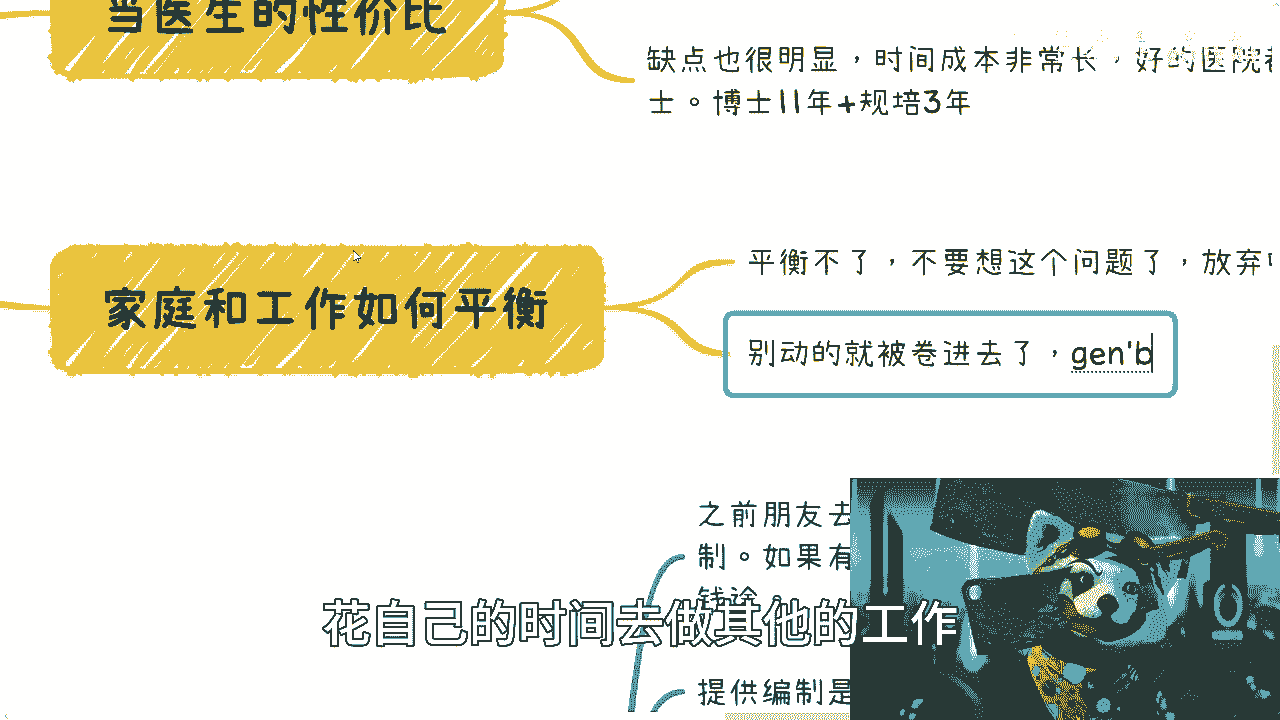 当医生的性价比
缺点也很明显，时间成本非常长，好的医院都
士。博士11年+规培3年
家庭和工作如何平衡
平衡不了，不要想这个问题了，放弃
别动的就被卷进去了，gen'b
之前朋友去
制。如果有
钱途。
花自己的时间去做其他的工作
提供编制是